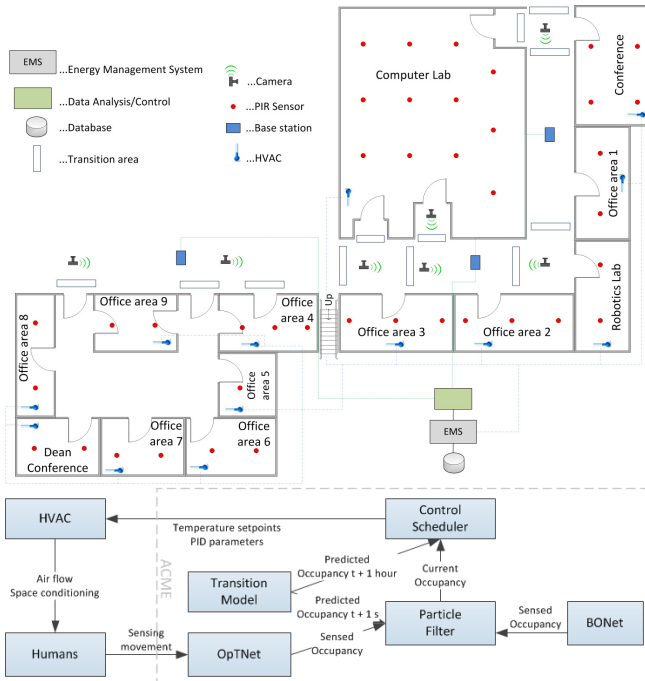 EMS
...Energy Management System
...Data Analysis/Control
...Database
...Transition area
...Camera
...PIR Sensor
...Base station
...HVAC
Computer Lab
Conference
Office area 1
Robotics Lab
Up
Office area 3
Office area 2
Office area 8
Office area 9
Office
area 4
Office
area 5
Dean
Conference
Office
area 7
Office
area 6
EMS
HVAC
Temperature setpoints
PID parameters
Control
Scheduler
ACME
Air flow
Space conditioning
Predicted
Occupancy t + 1 hour
Current
Occupancy
Transition
Model
Predicted
Occupancy t + 1 s
Particle
Filter
Sensed
Occupancy
BONet
Humans
Sensing
movement
OpTNet
Sensed
Occupancy